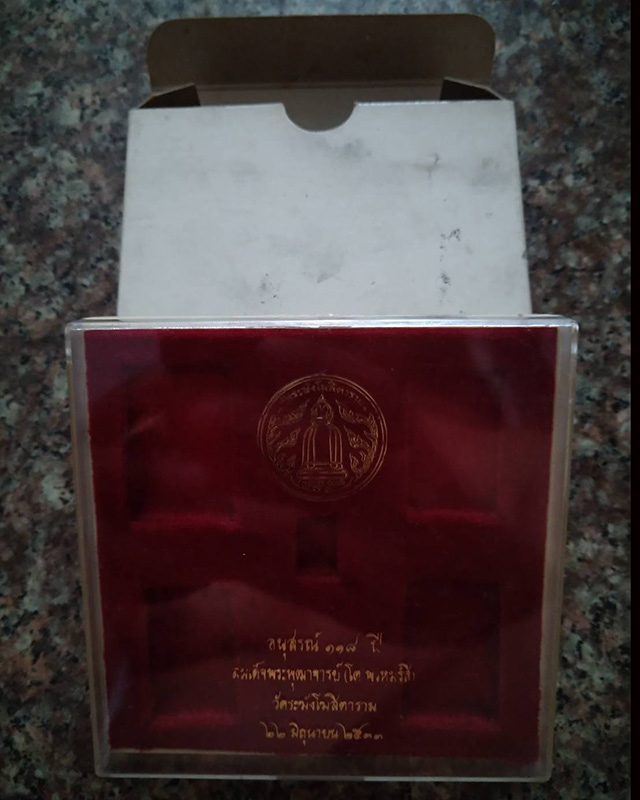 อนุสรณ์ ๑๑๘ ปี
สมเด็จพระพุฒาจารย์ (โต พรหมรังสี)
วัดระฆังโฆสิตาราม
๒๒ มิถุนายน ๒๕๓๓